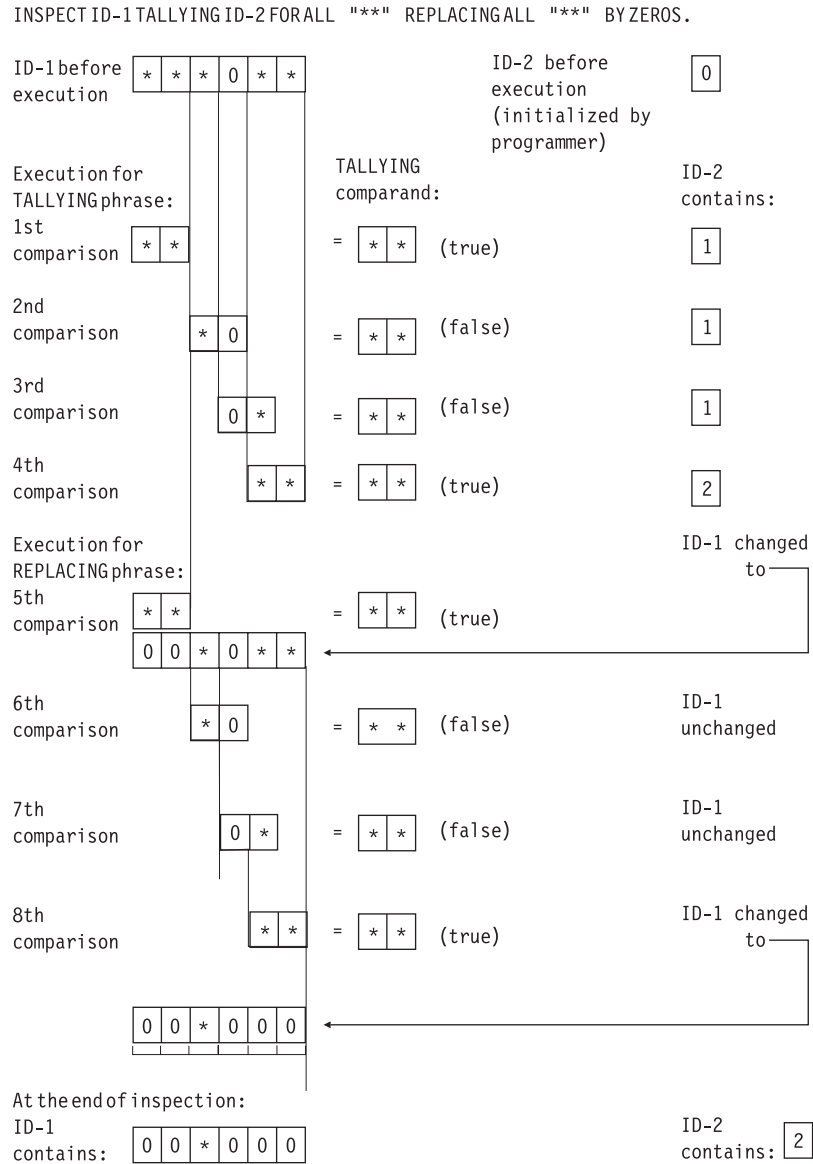 INSPECT ID-1 TALLYING ID-2 FOR ALL "**" REPLACING ALL "**" BY ZEROS.
ID-1 before execution * * * 0 * *
ID-2 before execution (initialized by programmer) 0
Execution for TALLYING phrase:
TALLYING comparand:
ID-2 contains:
1st comparison * * = * * (true) 1
2nd comparison * 0 = * * (false) 1
3rd comparison 0 * = * * (false) 1
4th comparison * * = * * (true) 2
Execution for REPLACING phrase:
ID-1 changed to
5th comparison * * = * * (true)
0 0 * 0 * *
6th comparison * 0 = * * (false) ID-1 unchanged
7th comparison 0 * = * * (false) ID-1 unchanged
8th comparison * * = * * (true) ID-1 changed to
0 0 * 0 0 0
At the end of inspection:
ID-1 contains: 0 0 * 0 0 0
ID-2 contains: 2